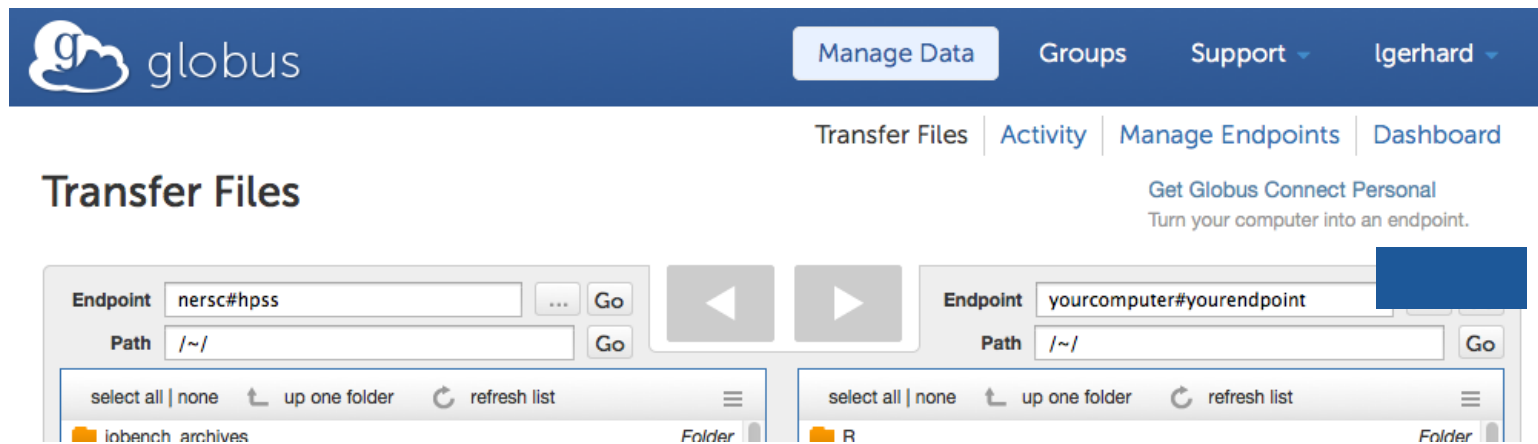 globus
Manage Data Groups Support lgerhard
Transfer Files Activity Manage Endpoints Dashboard
Transfer Files
Get Globus Connect Personal
Turn your computer into an endpoint.
Endpoint nersc#hpss ... Go
Path /~/ Go
Endpoint yourcomputer#yourendpoint
Path /~/ Go
select all | none up one folder refresh list
iobench_archives Folder
select all | none up one folder refresh list
R Folder